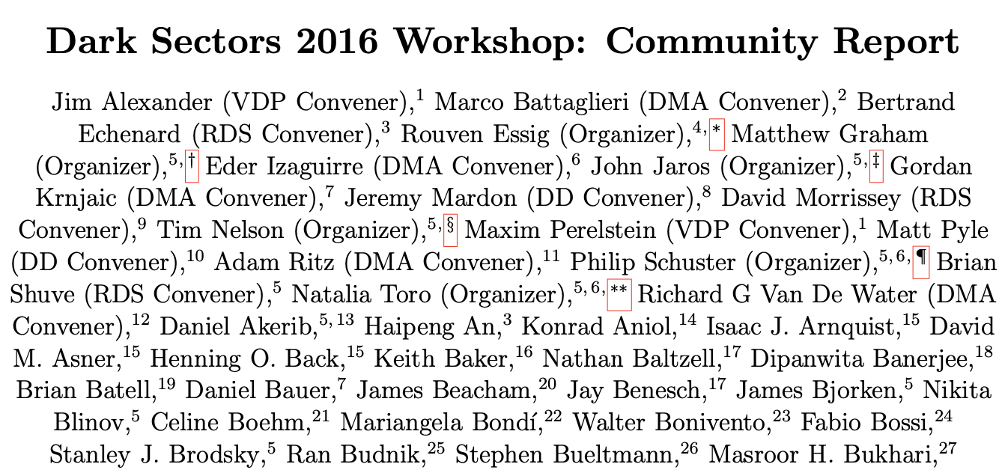 Dark Sectors 2016 Workshop: Community Report
Jim Alexander (VDP Convener),1 Marco Battaglieri (DMA Convener),2 Bertrand
Echenard (RDS Convener),3 Rouven Essig (Organizer),4, * Matthew Graham
(Organizer),5, † Eder Izaguirre (DMA Convener),6 John Jaros (Organizer),5, ‡ Gordan
Krnjaic (DMA Convener),7 Jeremy Mardon (DD Convener),8 David Morrissey (RDS
Convener),9 Tim Nelson (Organizer),5, § Maxim Perelstein (VDP Convener),1 Matt Pyle
(DD Convener),10 Adam Ritz (DMA Convener),11 Philip Schuster (Organizer),5, 6, ¶ Brian
Shuve (RDS Convener),5 Natalia Toro (Organizer),5, 6, ** Richard G Van De Water (DMA
Convener),12 Daniel Akerib,5, 13 Haipeng An,3 Konrad Aniol,14 Isaac J. Arnquist,15 David
M. Asner,15 Henning O. Back,15 Keith Baker,16 Nathan Baltzell,17 Dipanwita Banerjee,18
Brian Batell,19 Daniel Bauer,7 James Beacham,20 Jay Benesch,17 James Bjorken,5 Nikita
Blinov,5 Celine Boehm,21 Mariangela Bondí,22 Walter Bonivento,23 Fabio Bossi,24
Stanley J. Brodsky,5 Ran Budnik,25 Stephen Bueltmann,26 Masroor H. Bukhari,27